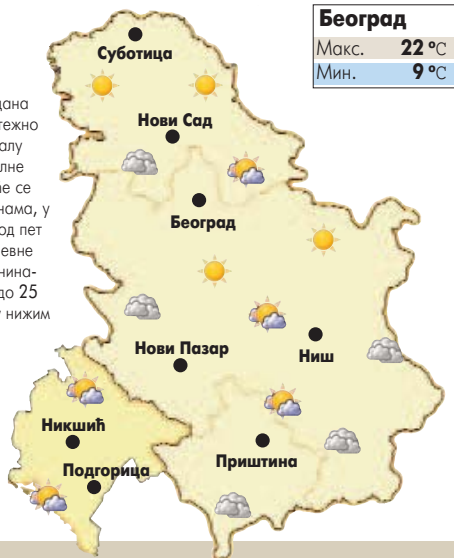 Београд
Макс. 22 °C
Мин. 9 °C
Суботица
Нови Сад
Београд
Нови Пазар
Ниш
Никшић
Подгорица
Приштина
дана
тежно
алу
лне
се
нама, у
од пет
евне
нина-
до 25
нижим